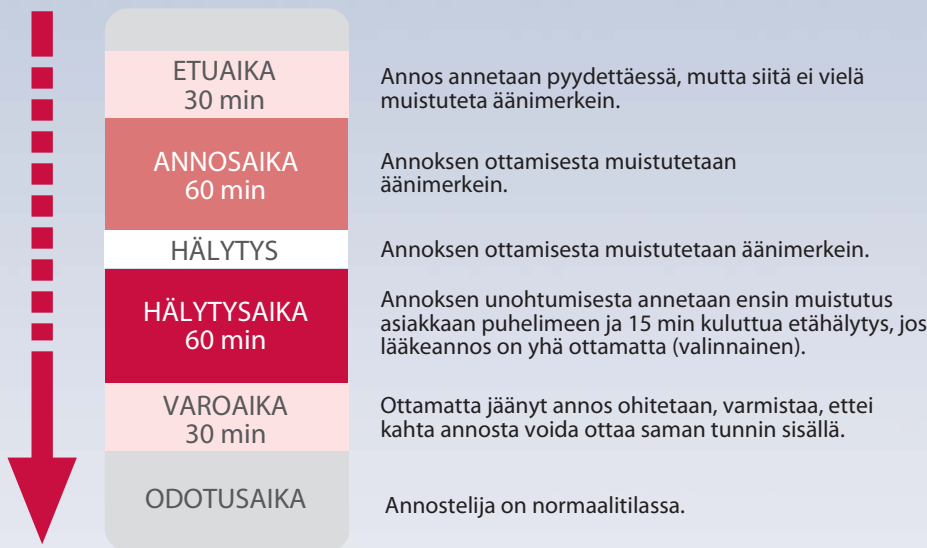 ETUAIKA
30 min
Annos annetaan pyydettäessä, mutta siitä ei vielä
muistuteta äänimerkein.
ANNOSAIKA
60 min
Annoksen ottamisesta muistutetaan
äänimerkein.
HÄLYTYS
Annoksen ottamisesta muistutetaan äänimerkein.
HÄLYTYSAIKA
60 min
Annoksen unohtumisesta annetaan ensin muistutus
asiakkaan puhelimeen ja 15 min kuluttua etähälytys, jos
lääkeannos on yhä ottamatta (valinnainen).
VAROAIKA
30 min
Ottamatta jäänyt annos ohitetaan, varmistaa, ettei
kahta annosta voida ottaa saman tunnin sisällä.
ODOTUSAIKA
Annostelija on normaalitilassa.